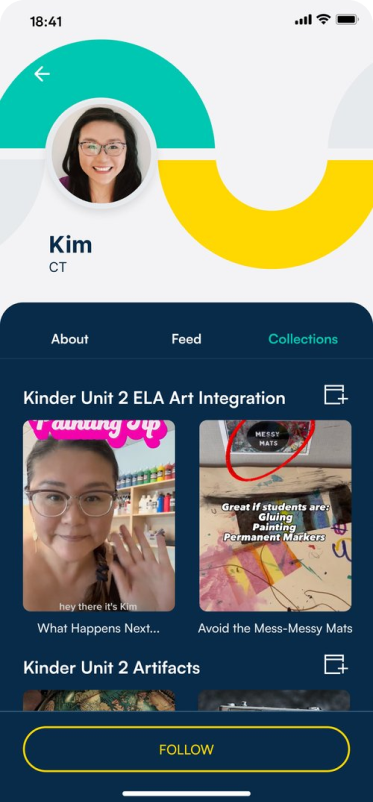 18:41
Kim
CT
About
Feed
Collections
Kinder Unit 2 ELA Art Integration
Painting Tip
hey there it's Kim
MESSY
MATS
Great if students are:
Gluing
Painting
Permanent Markers
What Happens Next...
Avoid the Mess-Messy Mats
Kinder Unit 2 Artifacts
FOLLOW